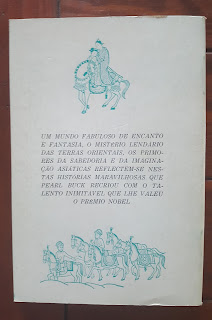 UM MUNDO FABULOSO DE ENCANTO
E FANTASIA, O MISTÉRIO LENDÁRIO
DAS TERRAS ORIENTAIS, OS PRIMO-
RES DA SABEDORIA E DA IMAGINA-
ÇÃO ASIÁTICAS REFLECTEM-SE NES-
TAS HISTÓRIAS MARAVILHOSAS QUE
PEARL BUCK RECRIOU COM O TA-
LENTO INIMITÁVEL QUE LHE VALEU
O PRÉMIO NOBEL.